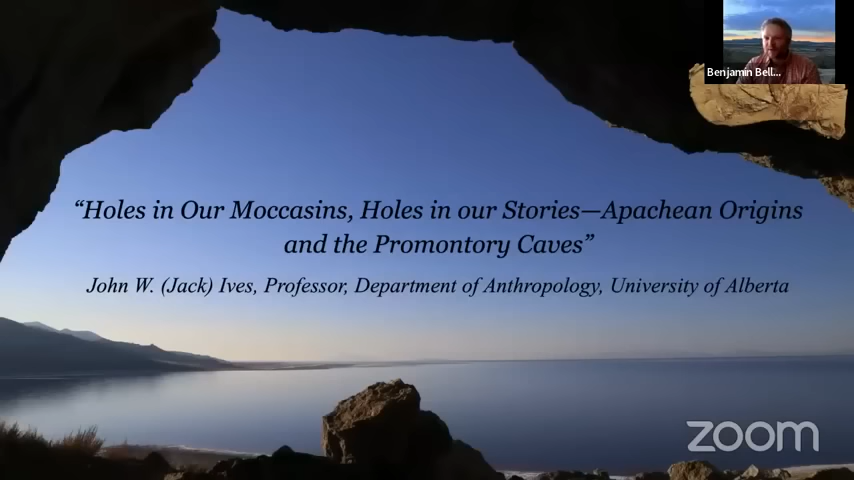 Benjamin Bell...
“Holes in Our Moccasins, Holes in our Stories—Apachean Origins
and the Promontory Caves”
John W. (Jack) Ives, Professor, Department of Anthropology, University of Alberta
zoom